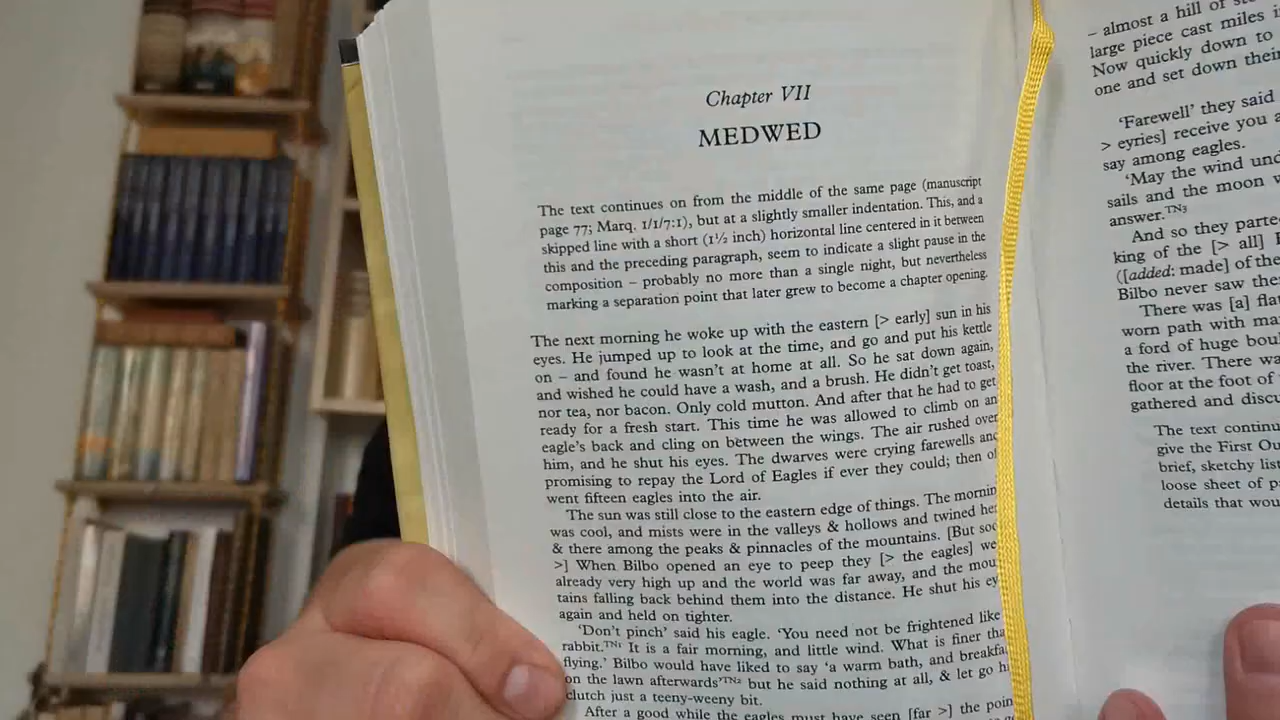 Chapter VII
MEDWED
The text continues on from the middle of the same page (manuscript
page 77; Marq. 1/1/7:1), but at a slightly smaller indentation. This, and a
skipped line with a short (1½ inch) horizontal line centered in it between
this and the preceding paragraph, seem to indicate a slight pause in the
composition – probably no more than a single night, but nevertheless
marking a separation point that later grew to become a chapter opening.
The next morning he woke up with the eastern [> early] sun in his
eyes. He jumped up to look at the time, and go and put his kettle
on – and found he wasn't at home at all. So he sat down again,
and wished he could have a wash, and a brush. He didn't get toast,
nor tea, nor bacon. Only cold mutton. And after that he had to get
ready for a fresh start. This time he was allowed to climb on an
eagle's back and cling on between the wings. The air rushed over
him, and he shut his eyes. The dwarves were crying farewells and
promising to repay the Lord of Eagles if ever they could; then of
went fifteen eagles into the air.
The sun was still close to the eastern edge of things. The mornin
was cool, and mists were in the valleys & hollows and twined her
& there among the peaks & pinnacles of the mountains. [But soo
>] When Bilbo opened an eye to peep they [> the eagles] we
already very high up and the world was far away, and the mou
tains falling back behind them into the distance. He shut his ey
again and held on tighter.
'Don't pinch' said his eagle. 'You need not be frightened like
rabbit.TN1 It is a fair morning, and little wind. What is finer tha
flying.' Bilbo would have liked to say 'a warm bath, and breakfa
on the lawn afterwards'TN2 but he said nothing at all, & let go hi
clutch just a teeny-weeny bit.
After a good while the eagles must have seen [far >] the poin
– almost a hill of
large piece cast miles
Now quickly down to
one and set down their
'Farewell' they said
> eyries] receive you a
say among eagles.
'May the wind und
sails and the moon w
answer.TN3
And so they parte
king of the [> all]
([added: made] of the
Bilbo never saw the
There was [a] fla
worn path with ma
a ford of huge boul
the river. There wa
floor at the foot of
gathered and discu
The text continu
give the First Ou
brief, sketchy list
loose sheet of p
details that wou